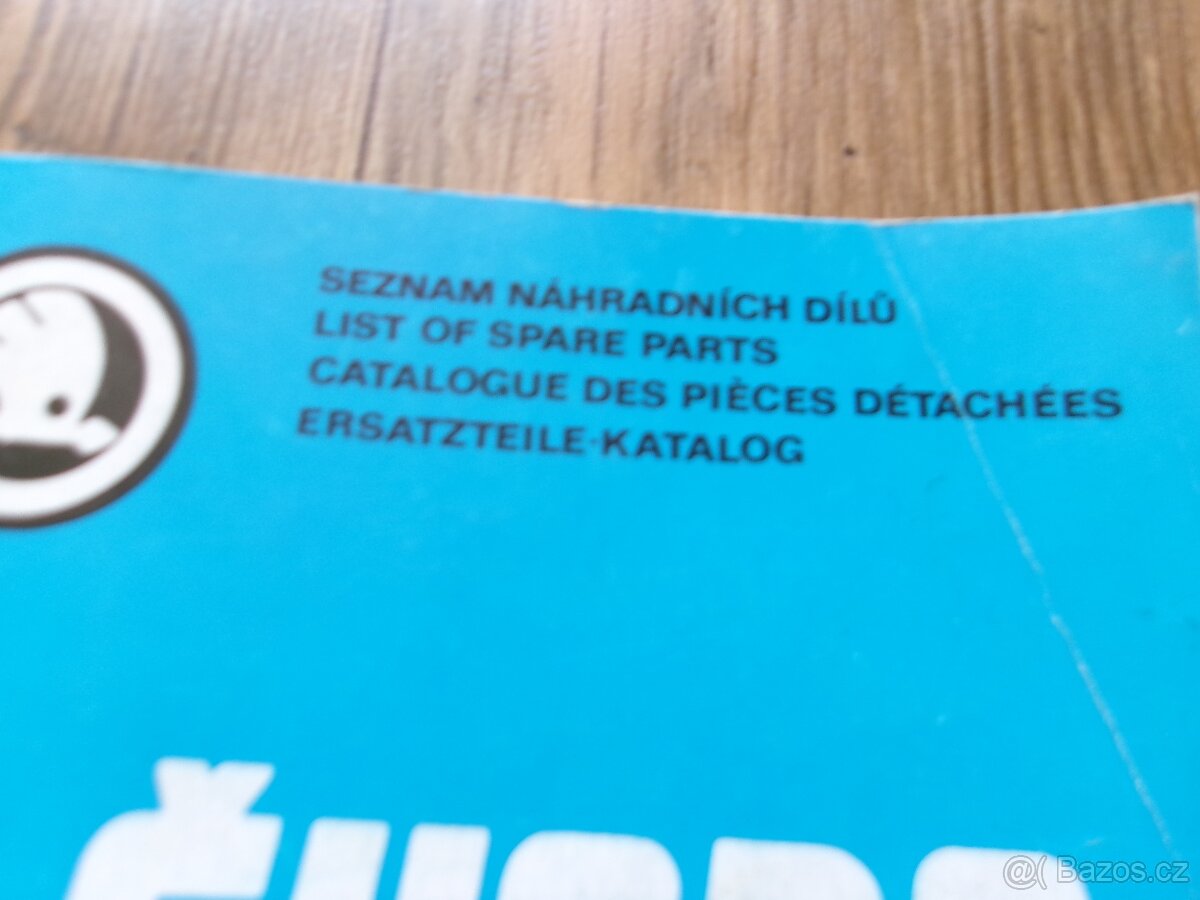 SEZNAM NÁHRADNÍCH DÍLŮ
LIST OF SPARE PARTS
CATALOGUE DES PIÈCES DÉTACHÉES
ERSATZTEILE-KATALOG
@( Bazos.cz